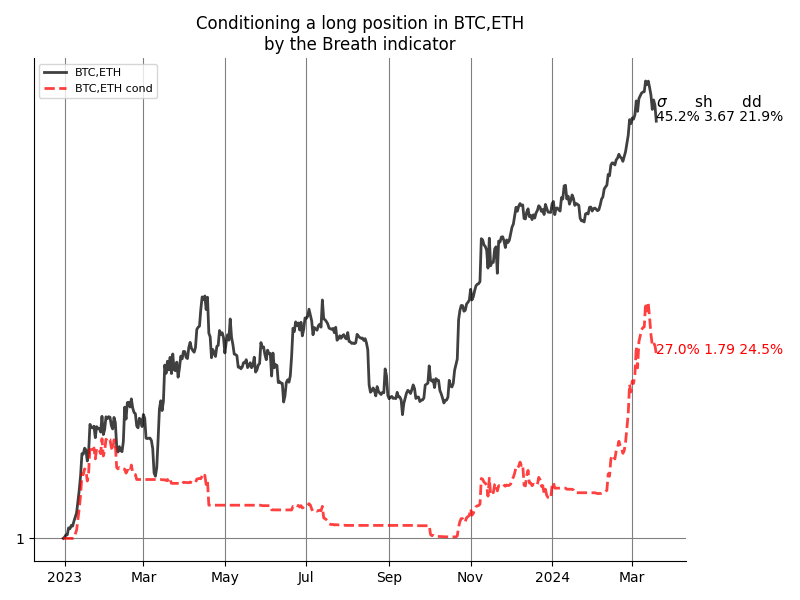 Conditioning a long position in BTC,ETH
by the Breath indicator
BTC,ETH
BTC,ETH cond
σ sh dd
45.2% 3.67 21.9%
27.0% 1.79 24.5%
1
2023 Mar May Jul Sep Nov 2024 Mar